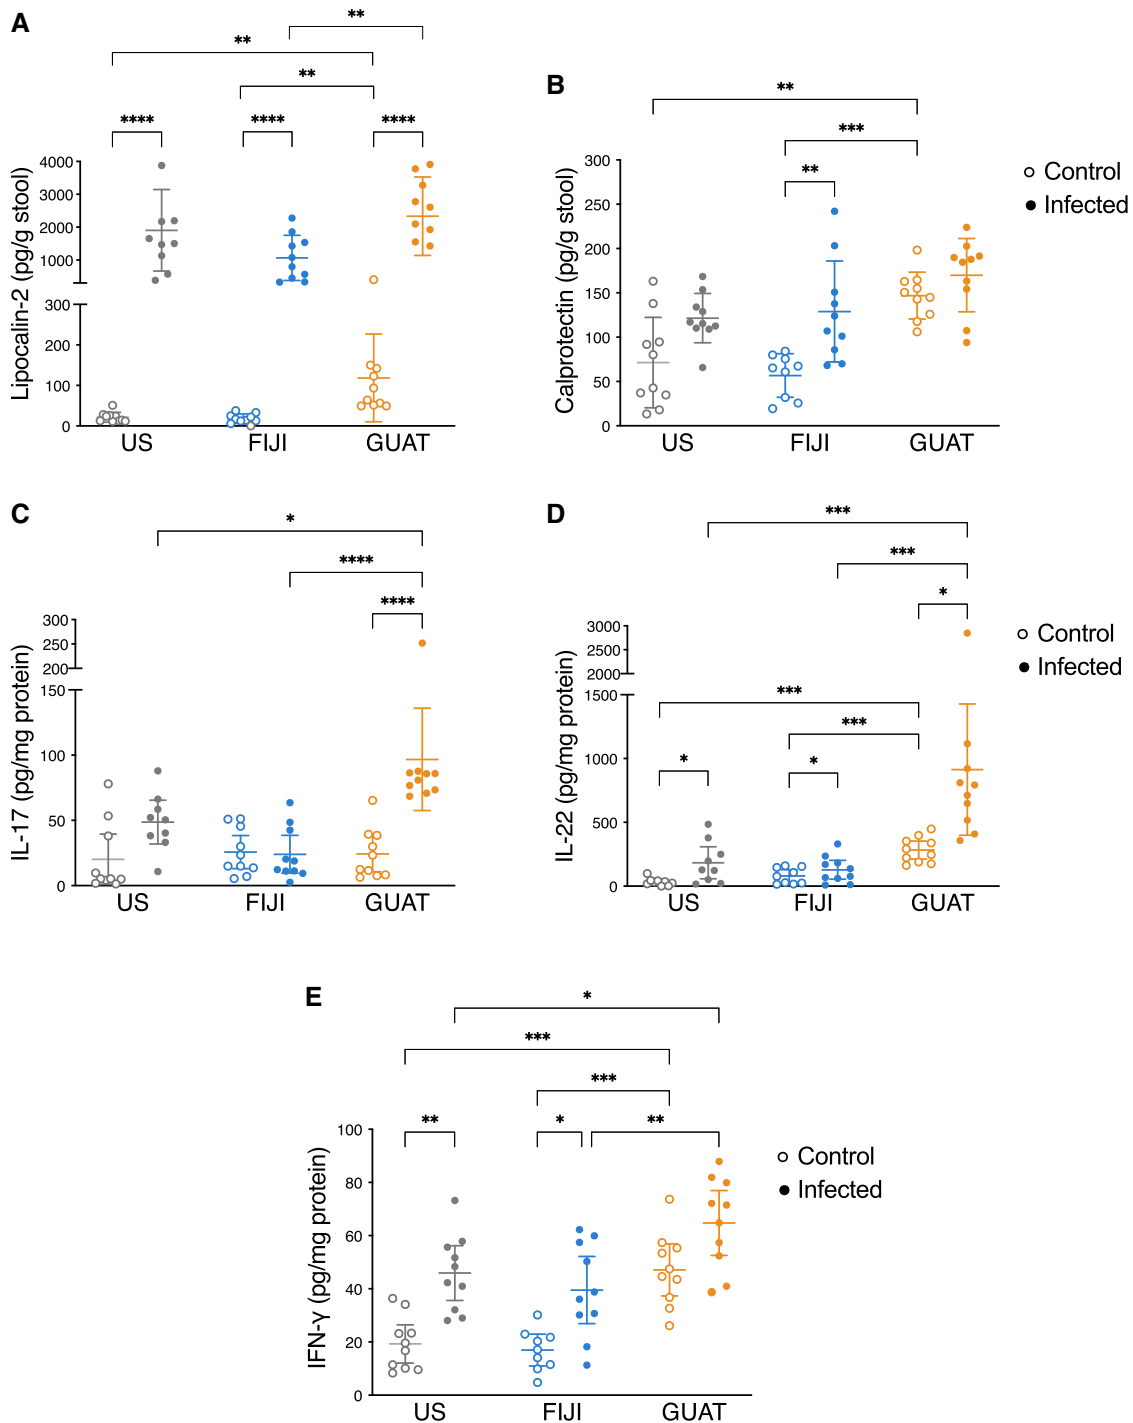 A
**
**
**
**** **** ****
Lipocalin-2 (pg/g stool)
4000
3000
2000
1000
300
200
100
0
US FIJI GUAT
B
**
***
**
Calprotectin (pg/g stool)
300
250
200
150
100
50
0
US FIJI GUAT
Control
Infected
C
*
****
****
IL-17 (pg/mg protein)
300
250
200
150
100
50
0
US FIJI GUAT
D
***
***
*
***
***
* *
IL-22 (pg/mg protein)
3000
2500
2000
1500
1000
500
0
US FIJI GUAT
Control
Infected
E
*
***
***
** * **
IFN-γ (pg/mg protein)
100
80
60
40
20
0
US FIJI GUAT
Control
Infected